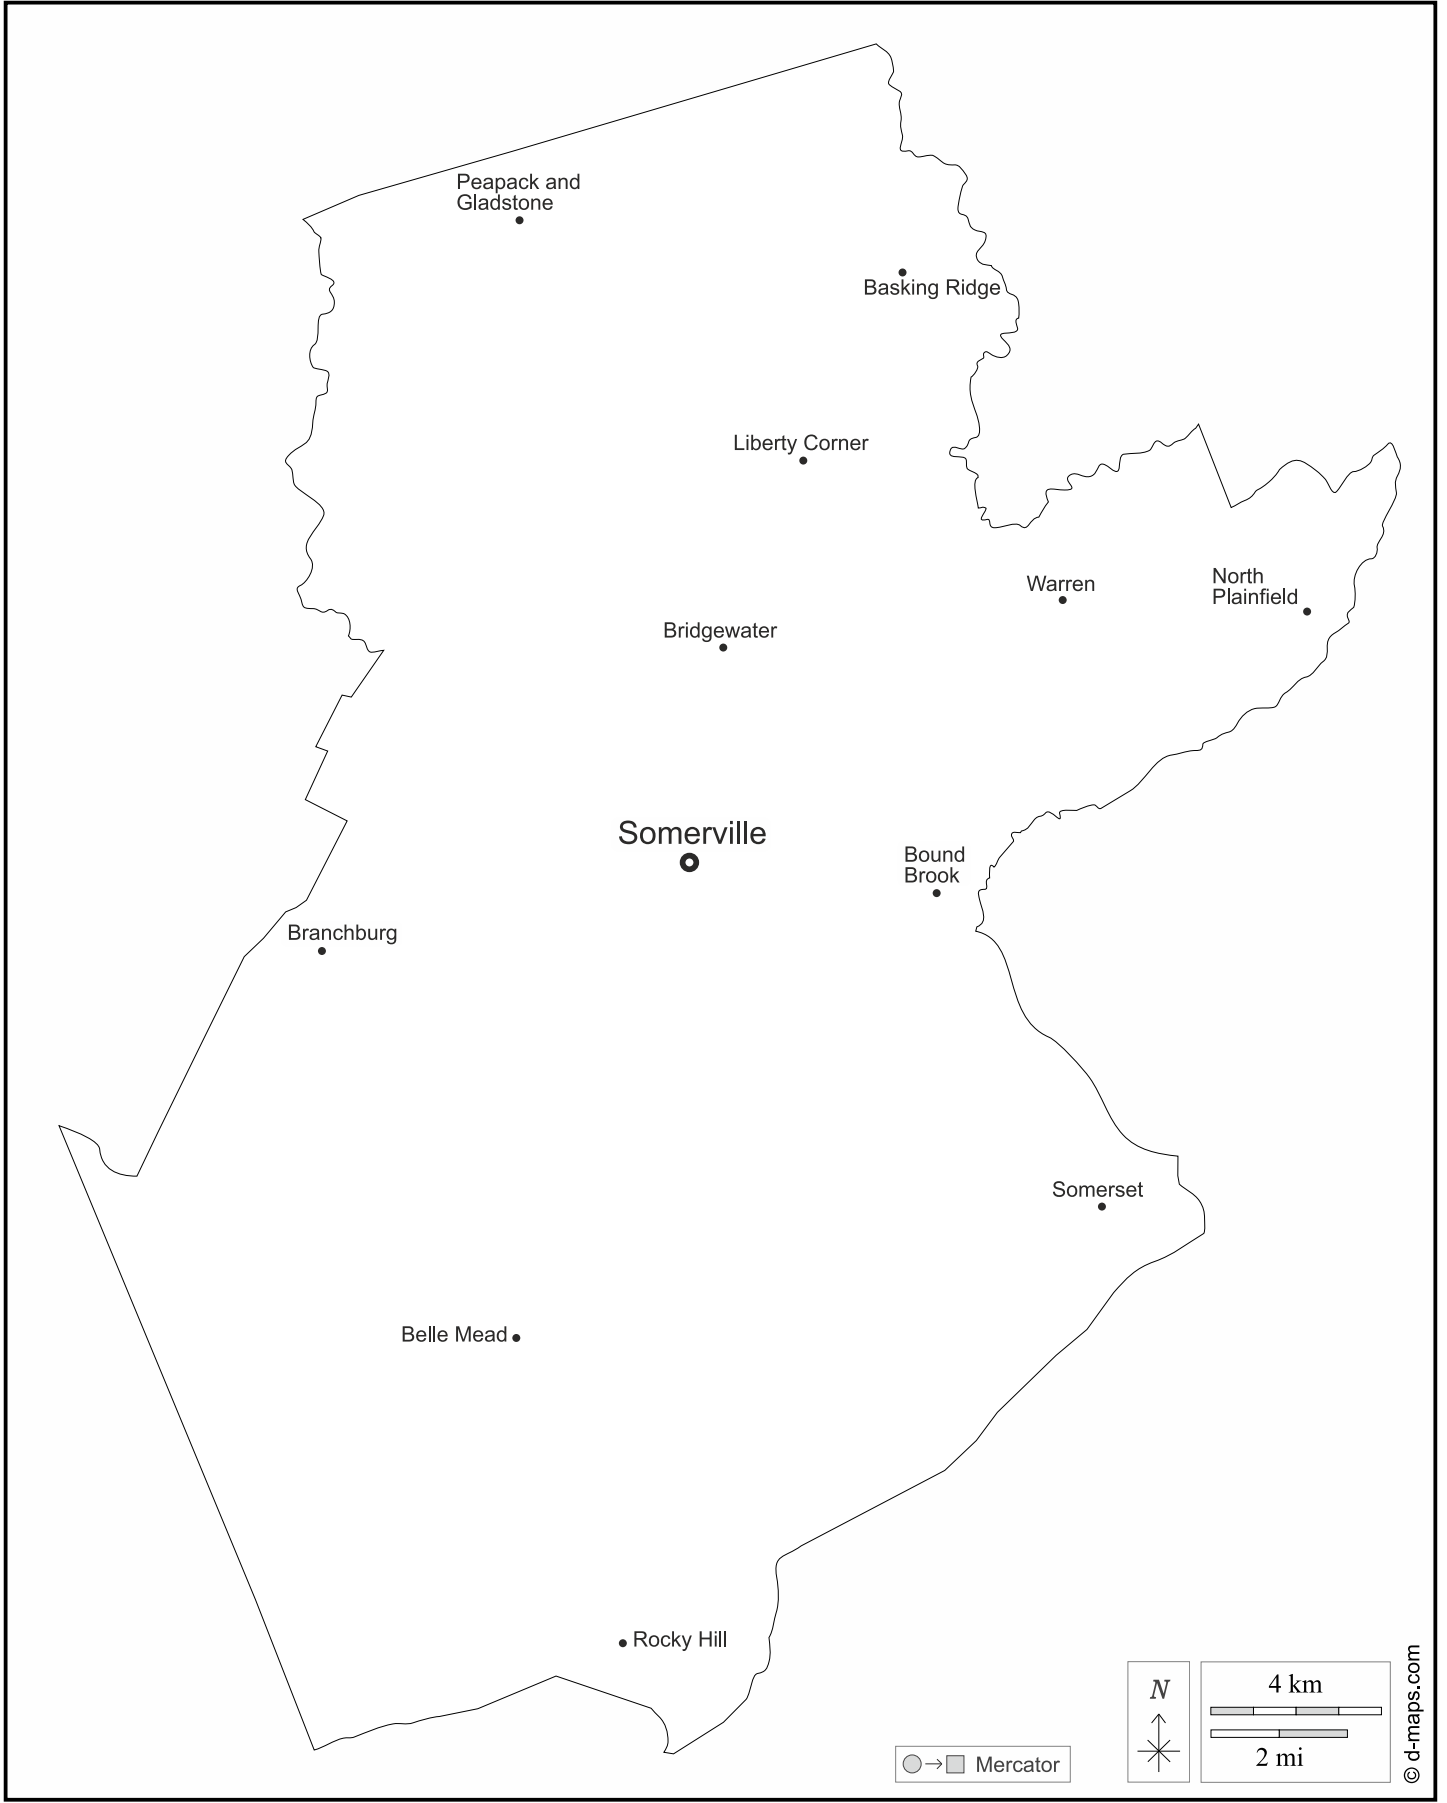 Peapack and
Gladstone
Basking Ridge
Liberty Corner
Warren
North
Plainfield
Bridgewater
Somerville
Bound
Brook
Branchburg
Somerset
Belle Mead
Rocky Hill
N
4 km
2 mi
Mercator
© d-maps.com